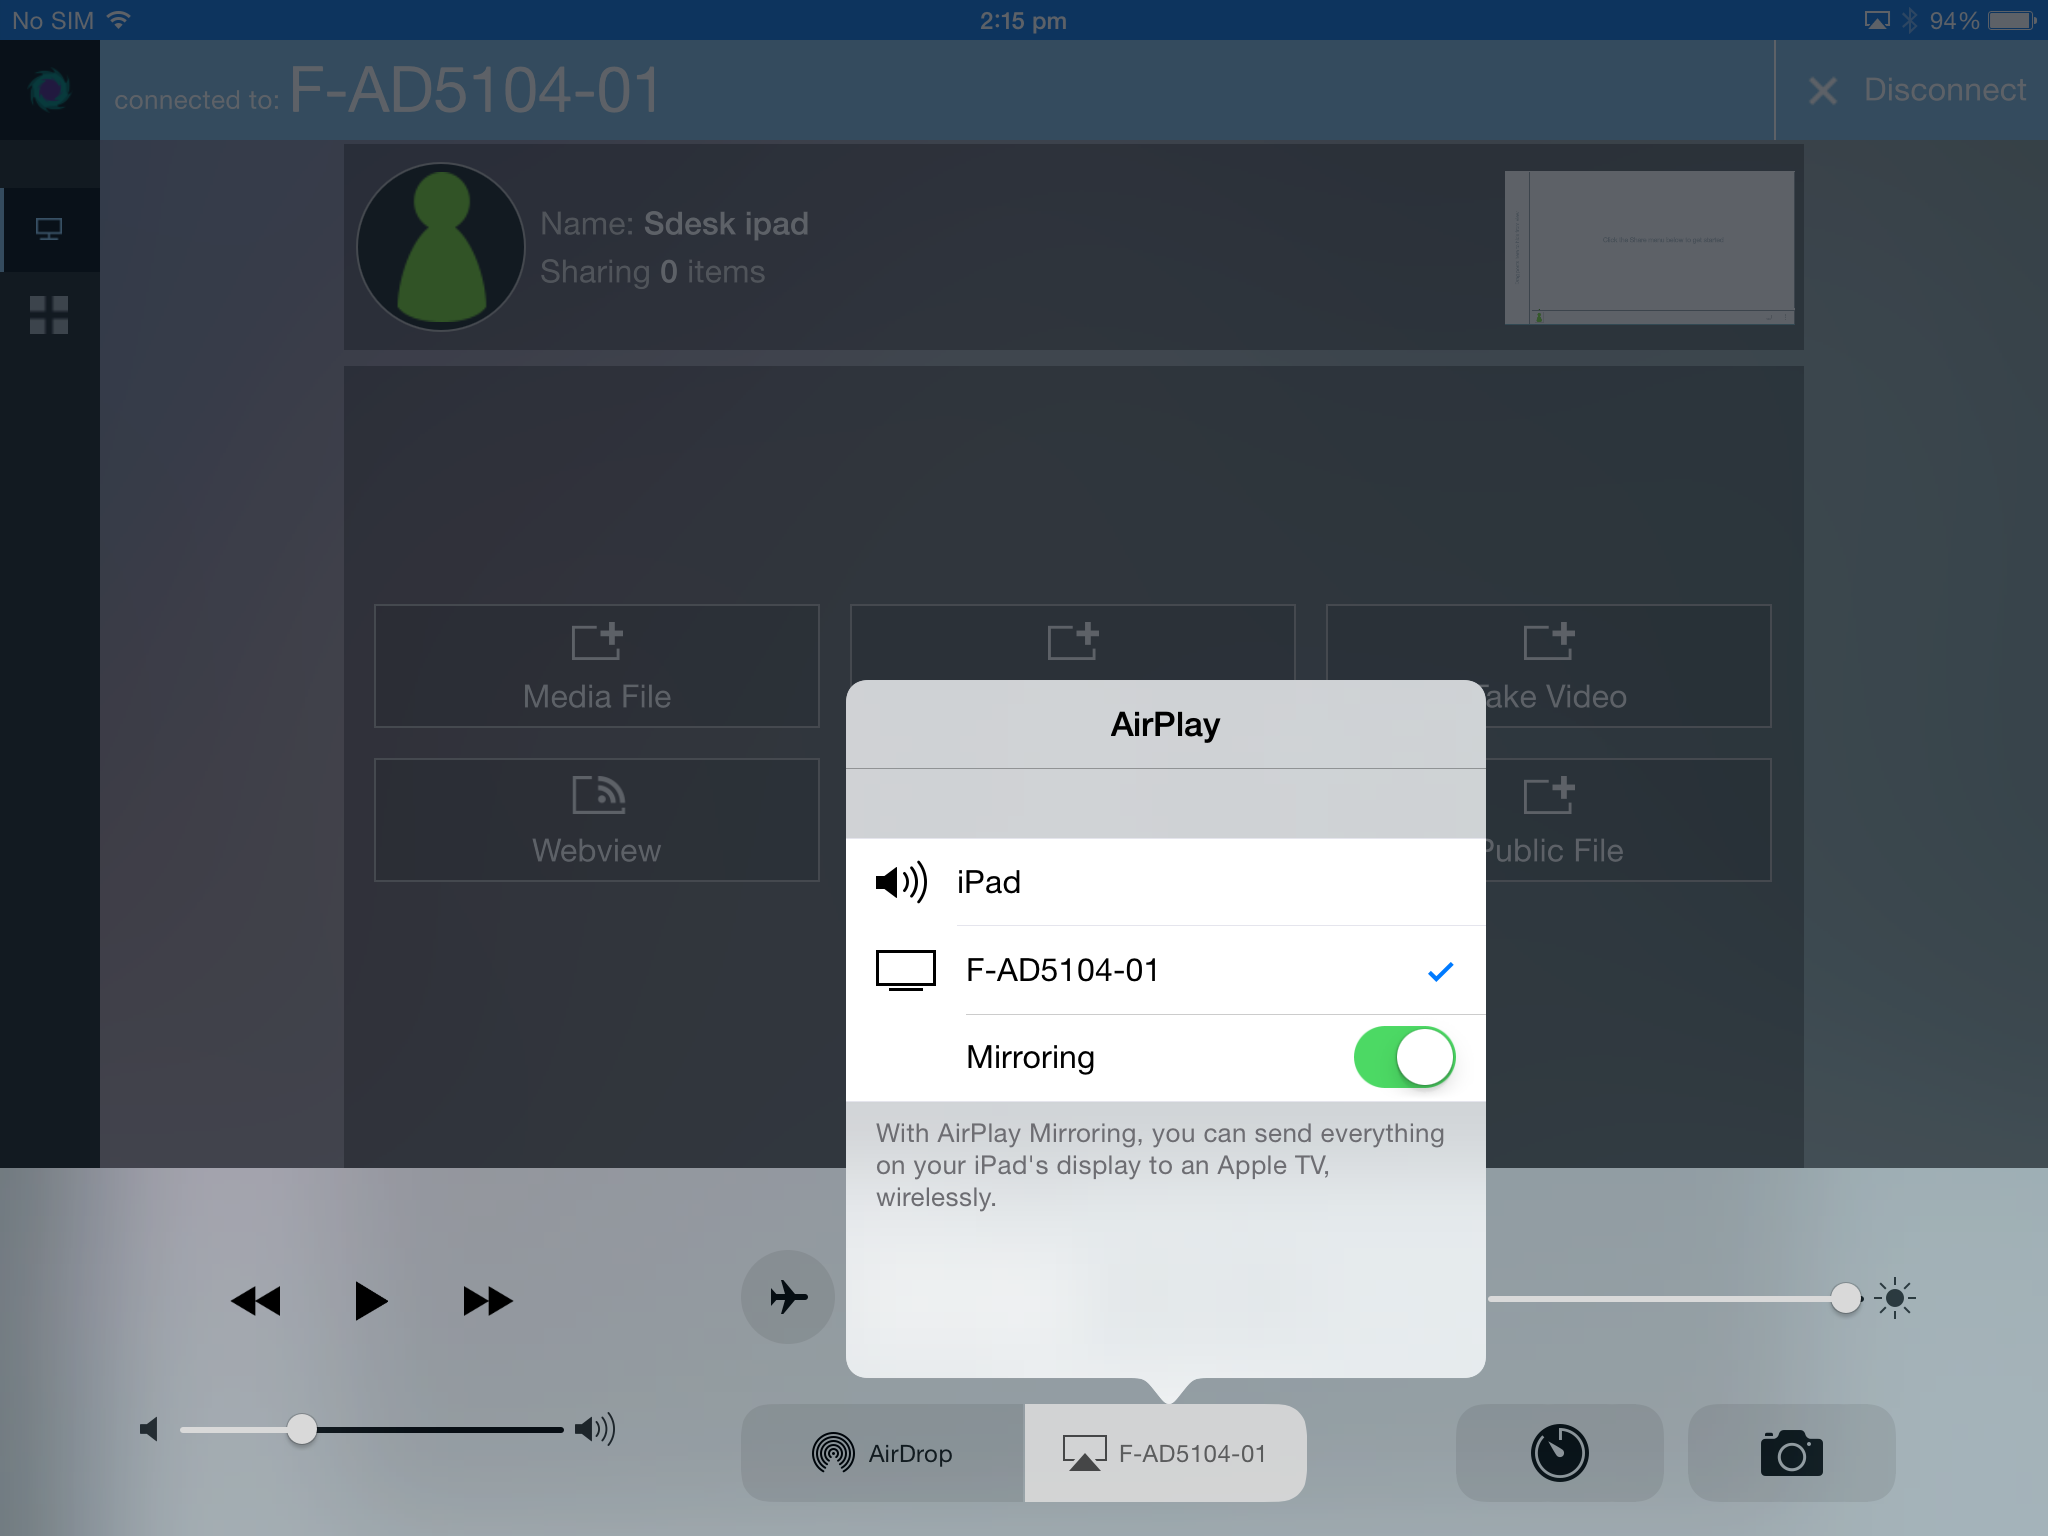 No SIM
2:15 pm
94%
connected to: F-AD5104-01
Disconnect
Name: Sdesk ipad
Sharing 0 items
Media File
ake Video
Webview
Public File
AirPlay
iPad
F-AD5104-01
Mirroring
With AirPlay Mirroring, you can send everything
on your iPad's display to an Apple TV,
wirelessly.
AirDrop
F-AD5104-01